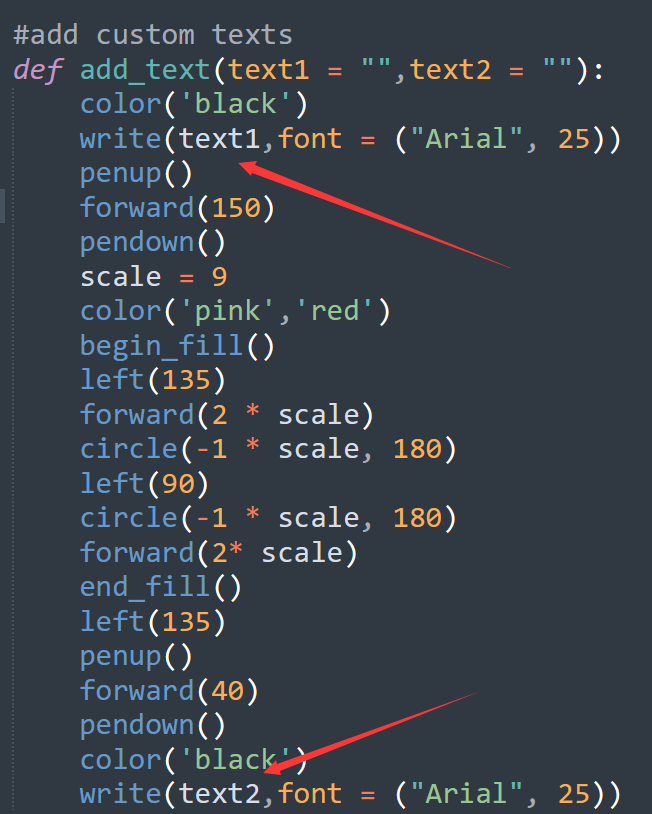 #add custom texts
def add_text(text1 = "",text2 = ""):
    color('black')
    write(text1,font = ("Arial", 25))
    penup()
    forward(150)
    pendown()
    scale = 9
    color('pink','red')
    begin_fill()
    left(135)
    forward(2 * scale)
    circle(-1 * scale, 180)
    left(90)
    circle(-1 * scale, 180)
    forward(2* scale)
    end_fill()
    left(135)
    penup()
    forward(40)
    pendown()
    color('black')
    write(text2,font = ("Arial", 25))